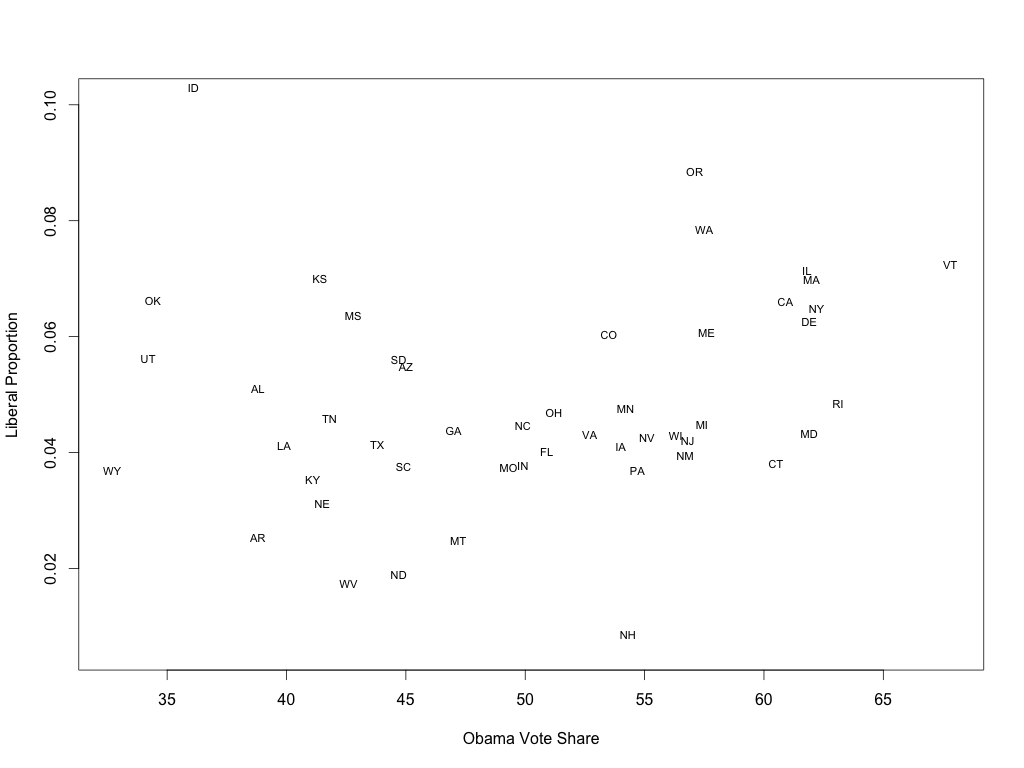 ID
0.10
OR
0.08
WA
VT
IL
KS
MA
OK
CA
NY
MS
DE
0.06
CO
ME
UT
SD
AZ
AL
RI
MN
OH
TN
MI
NC
GA
MD
VA
WI
NV
NJ
LA
TX
IA
0.04
FL
NM
CT
SC
MO
IN
WY
PA
KY
NE
AR
MT
0.02
ND
WV
NH
Liberal Proportion
35 40 45 50 55 60 65
Obama Vote Share